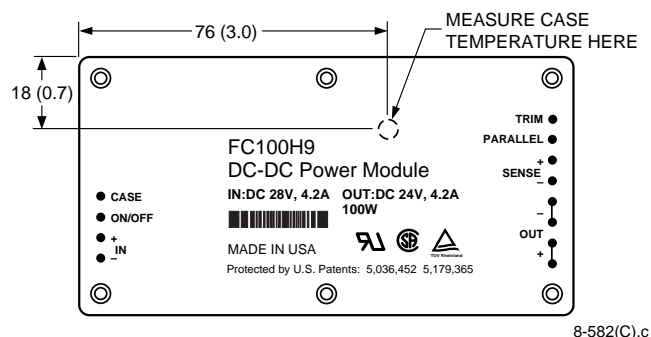 76 (3.0)
MEASURE CASE
TEMPERATURE HERE
18 (0.7)
TRIM
PARALLEL
+
SENSE
–
–
OUT
+
FC100H9
DC-DC Power Module
IN:DC 28V, 4.2A OUT:DC 24V, 4.2A
100W
CASE
ON/OFF
+
IN
–
MADE IN USA
TUV Rheinland
Protected by U.S. Patents: 5,036,452 5,179,365
8-582(C).c